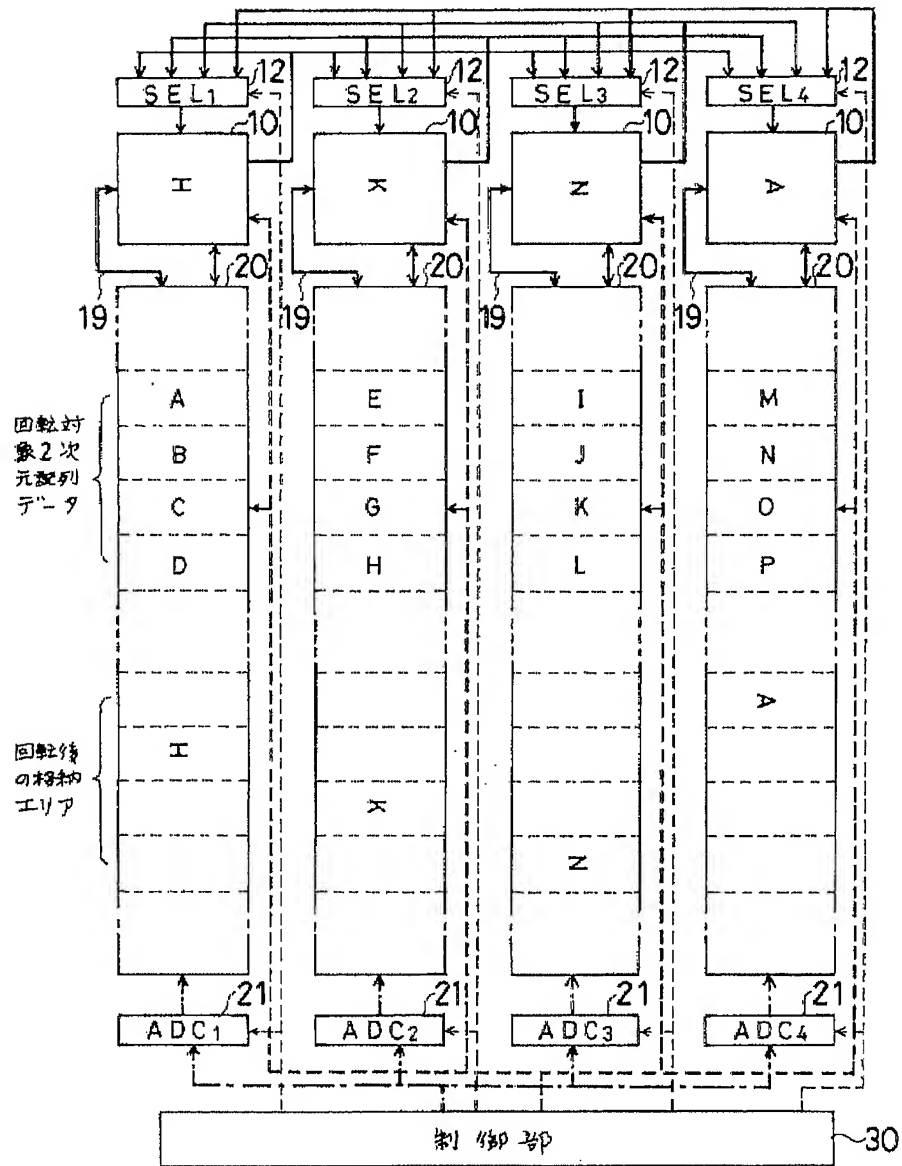 12 12 12 12
SEL1 SEL2 SEL3 SEL4
10 10 10 10
H K N A
20 20 20 20
19 19 19 19
回転対
象2次
元配列
データ
A E I M
B F J N
C G K O
D H L P
回転後
の格納
エリア
A
H
K
N
21 21 21 21
ADC1 ADC2 ADC3 ADC4
制御部 30